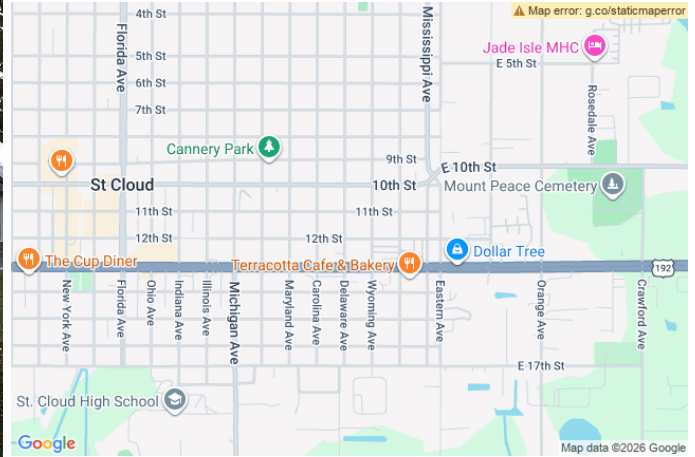 Map error: g.co/staticmaperror
4th St
Florida Ave
Mississippi Ave
5th St
Jade Isle MHC
E 5th St
6th St
7th St
Rosedale Ave
Cannery Park
9th St
E 10th St
St Cloud
10th St
Mount Peace Cemetery
11th St
11th St
12th St
12th St
Dollar Tree
The Cup Diner
Terracotta Cafe & Bakery
192
New York Ave
Florida Ave
Ohio Ave
Indiana Ave
Illinois Ave
Michigan Ave
Maryland Ave
Carolina Ave
Delaware Ave
Wyoming Ave
Eastern Ave
Orange Ave
Crawford Ave
E 17th St
St. Cloud High School
Google
Map data ©2026 Google